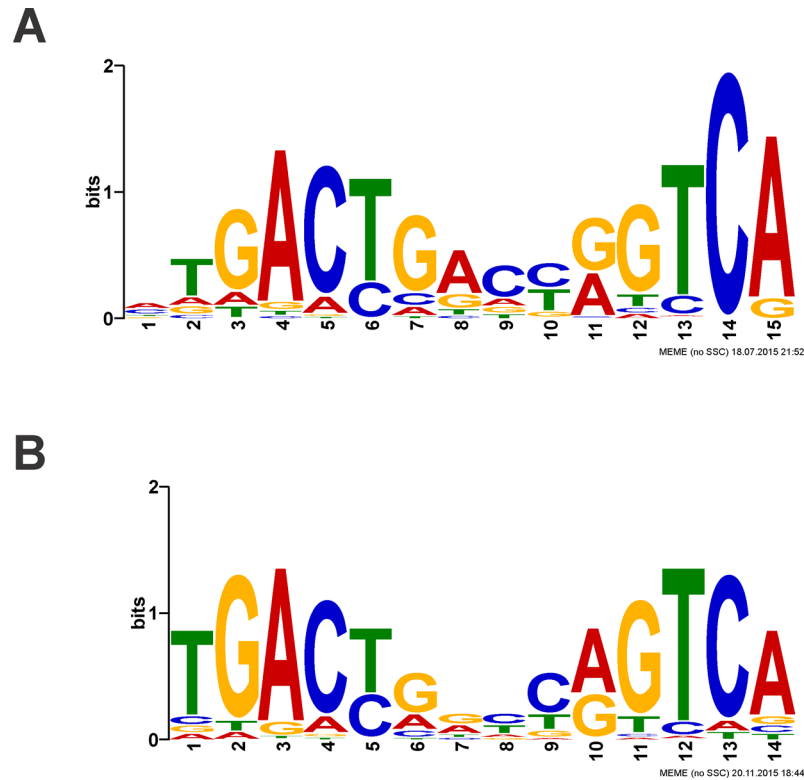 A
2
bits
1
0
A T G A C T G A C C G G T C A
1 2 3 4 5 6 7 8 9 10 11 12 13 14 15
MEME (no SSC) 18.07.2015 21:52
B
2
bits
1
0
T G A C T G G C C A G T C A
1 2 3 4 5 6 7 8 9 10 11 12 13 14
MEME (no SSC) 20.11.2015 18:44